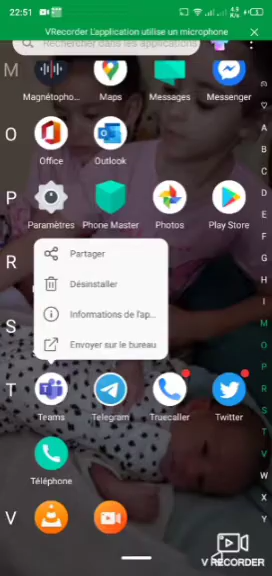 22:51
4.9
K/s
VRecorder L'application utilise un microphone
Rechercher dans les applications
M
Magnétopho...
Maps
Messages
Messenger
O
Office
Outlook
P
Paramètres
Phone Master
Photos
Play Store
R
Partager
Désinstaller
Informations de l'ap...
Envoyer sur le bureau
S
T
Teams
Telegram
Truecaller
Twitter
Téléphone
V
A
B
C
D
E
F
G
H
I
M
O
P
R
S
T
V
W
X
Y
V RECORDER